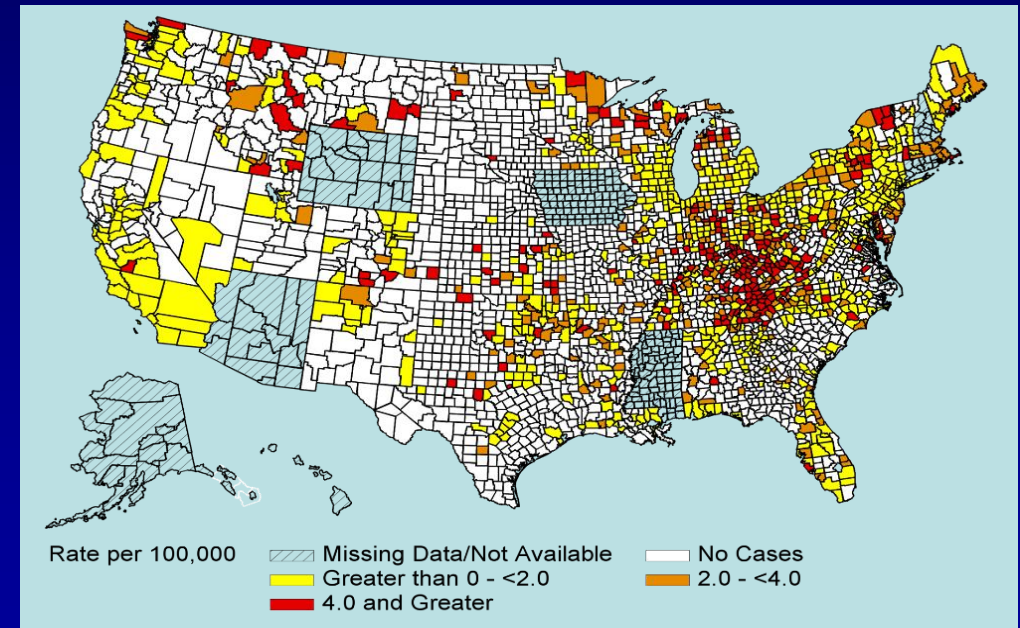 Rate per 100,000
Missing Data/Not Available
No Cases
Greater than 0 - <2.0
2.0 - <4.0
4.0 and Greater